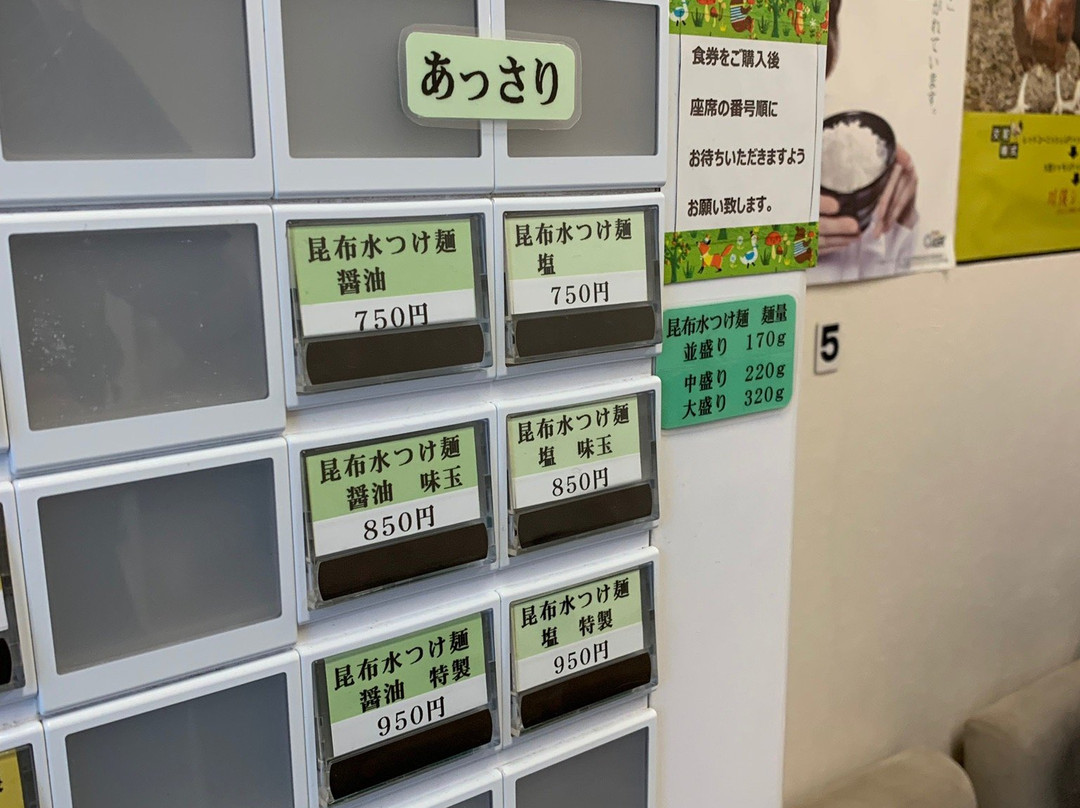 あっさり
昆布水つけ麺
醤油
750円
昆布水つけ麺
塩
750円
昆布水つけ麺
醤油　味玉
850円
昆布水つけ麺
塩　味玉
850円
昆布水つけ麺
醤油　特製
950円
昆布水つけ麺
塩　特製
950円
食券をご購入後
座席の番号順に
お待ちいただきますよう
お願い致します。
昆布水つけ麺　麺量
並盛り　170g
中盛り　220g
大盛り　320g
5